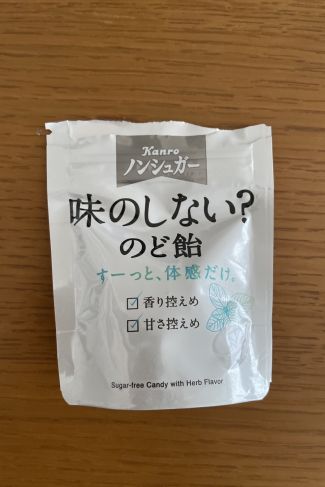 Kanro
ノンシュガー
味のしない?
のど飴
すーっと、体感だけ。
香り控えめ
甘さ控えめ
Sugar-free Candy with Herb Flavor